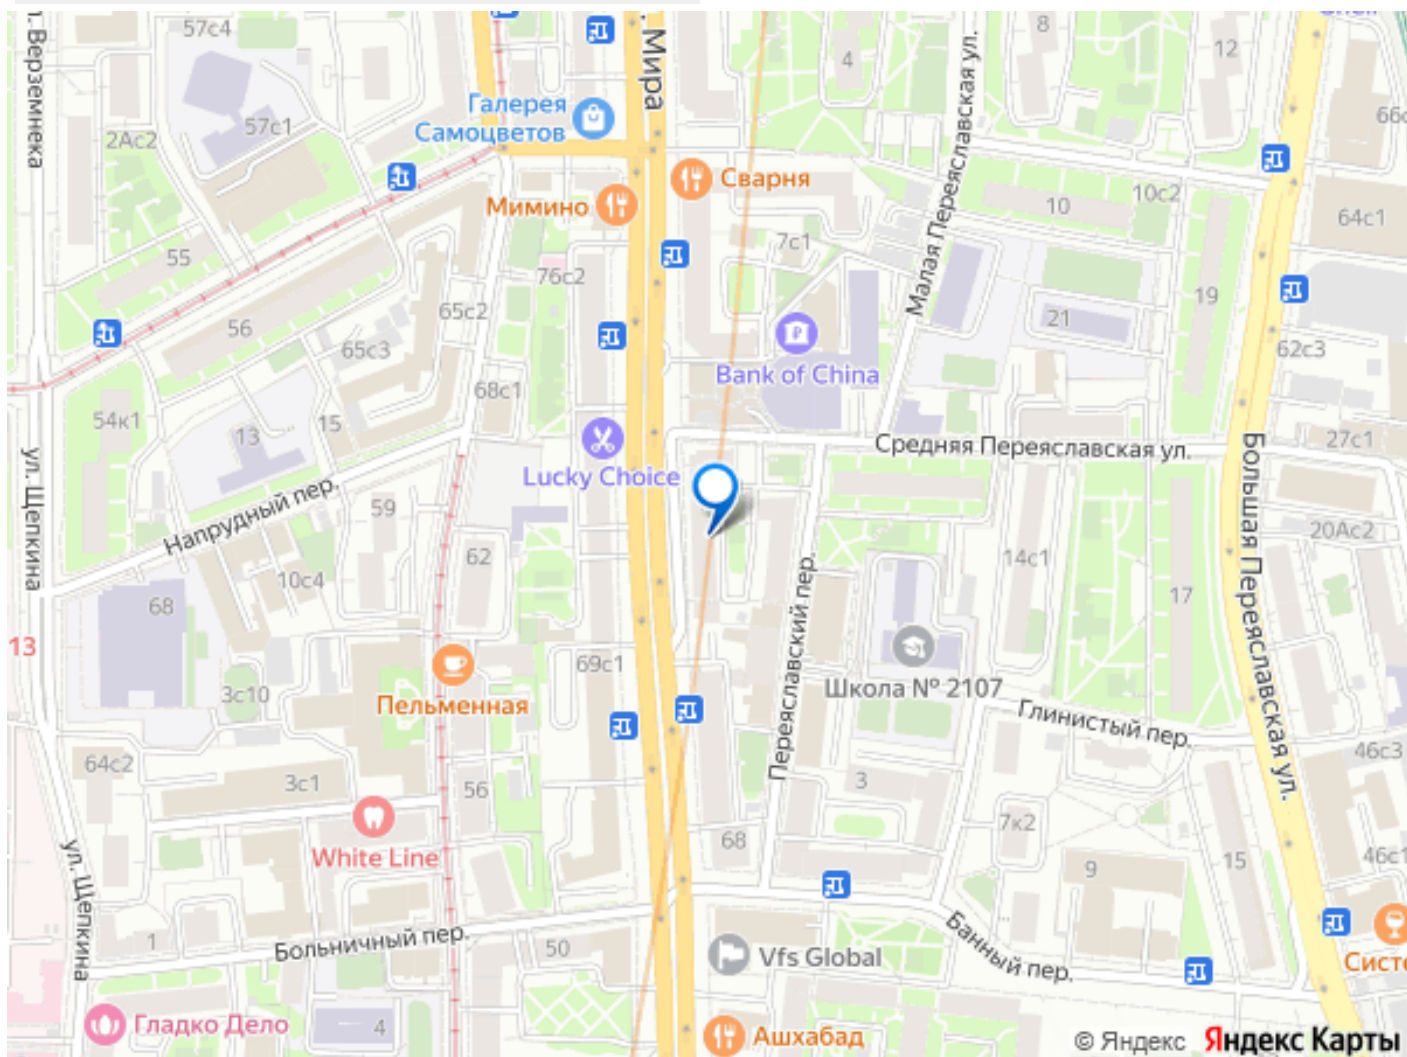 57с4
8
12
ул. Верземнека
. Мира
4
Галерея
Самоцветов
57с1
2Ас2
66с
Сварня
10с2
Мимино
10
64с1
7с1
Малая Переяславская ул.
55
76с2
19
65с2
21
56
65с3
62с3
Bank of China
68с1
54к1
15
13
...
27с1
Средняя Переяславская ул.
Lucky Choice
Большая Переяславская ул.
ул. Щепкина
Напрудный пер.
59
20Ас2
62
14с1
10с4
Переяславский пер.
68
17
13
69с1
3с10
Школа № 2107
Пельменная
Глинистый пер.
46с3
64с2
3с1
56
3
7к2
68
White Line
15
46с1
9
ул. Щепкина
1
Больничный пер.
50
Банный пер.
Vfs Global
Систе
Гладко Дело
4
Ашхабад
© Яндекс Яндекс Карты